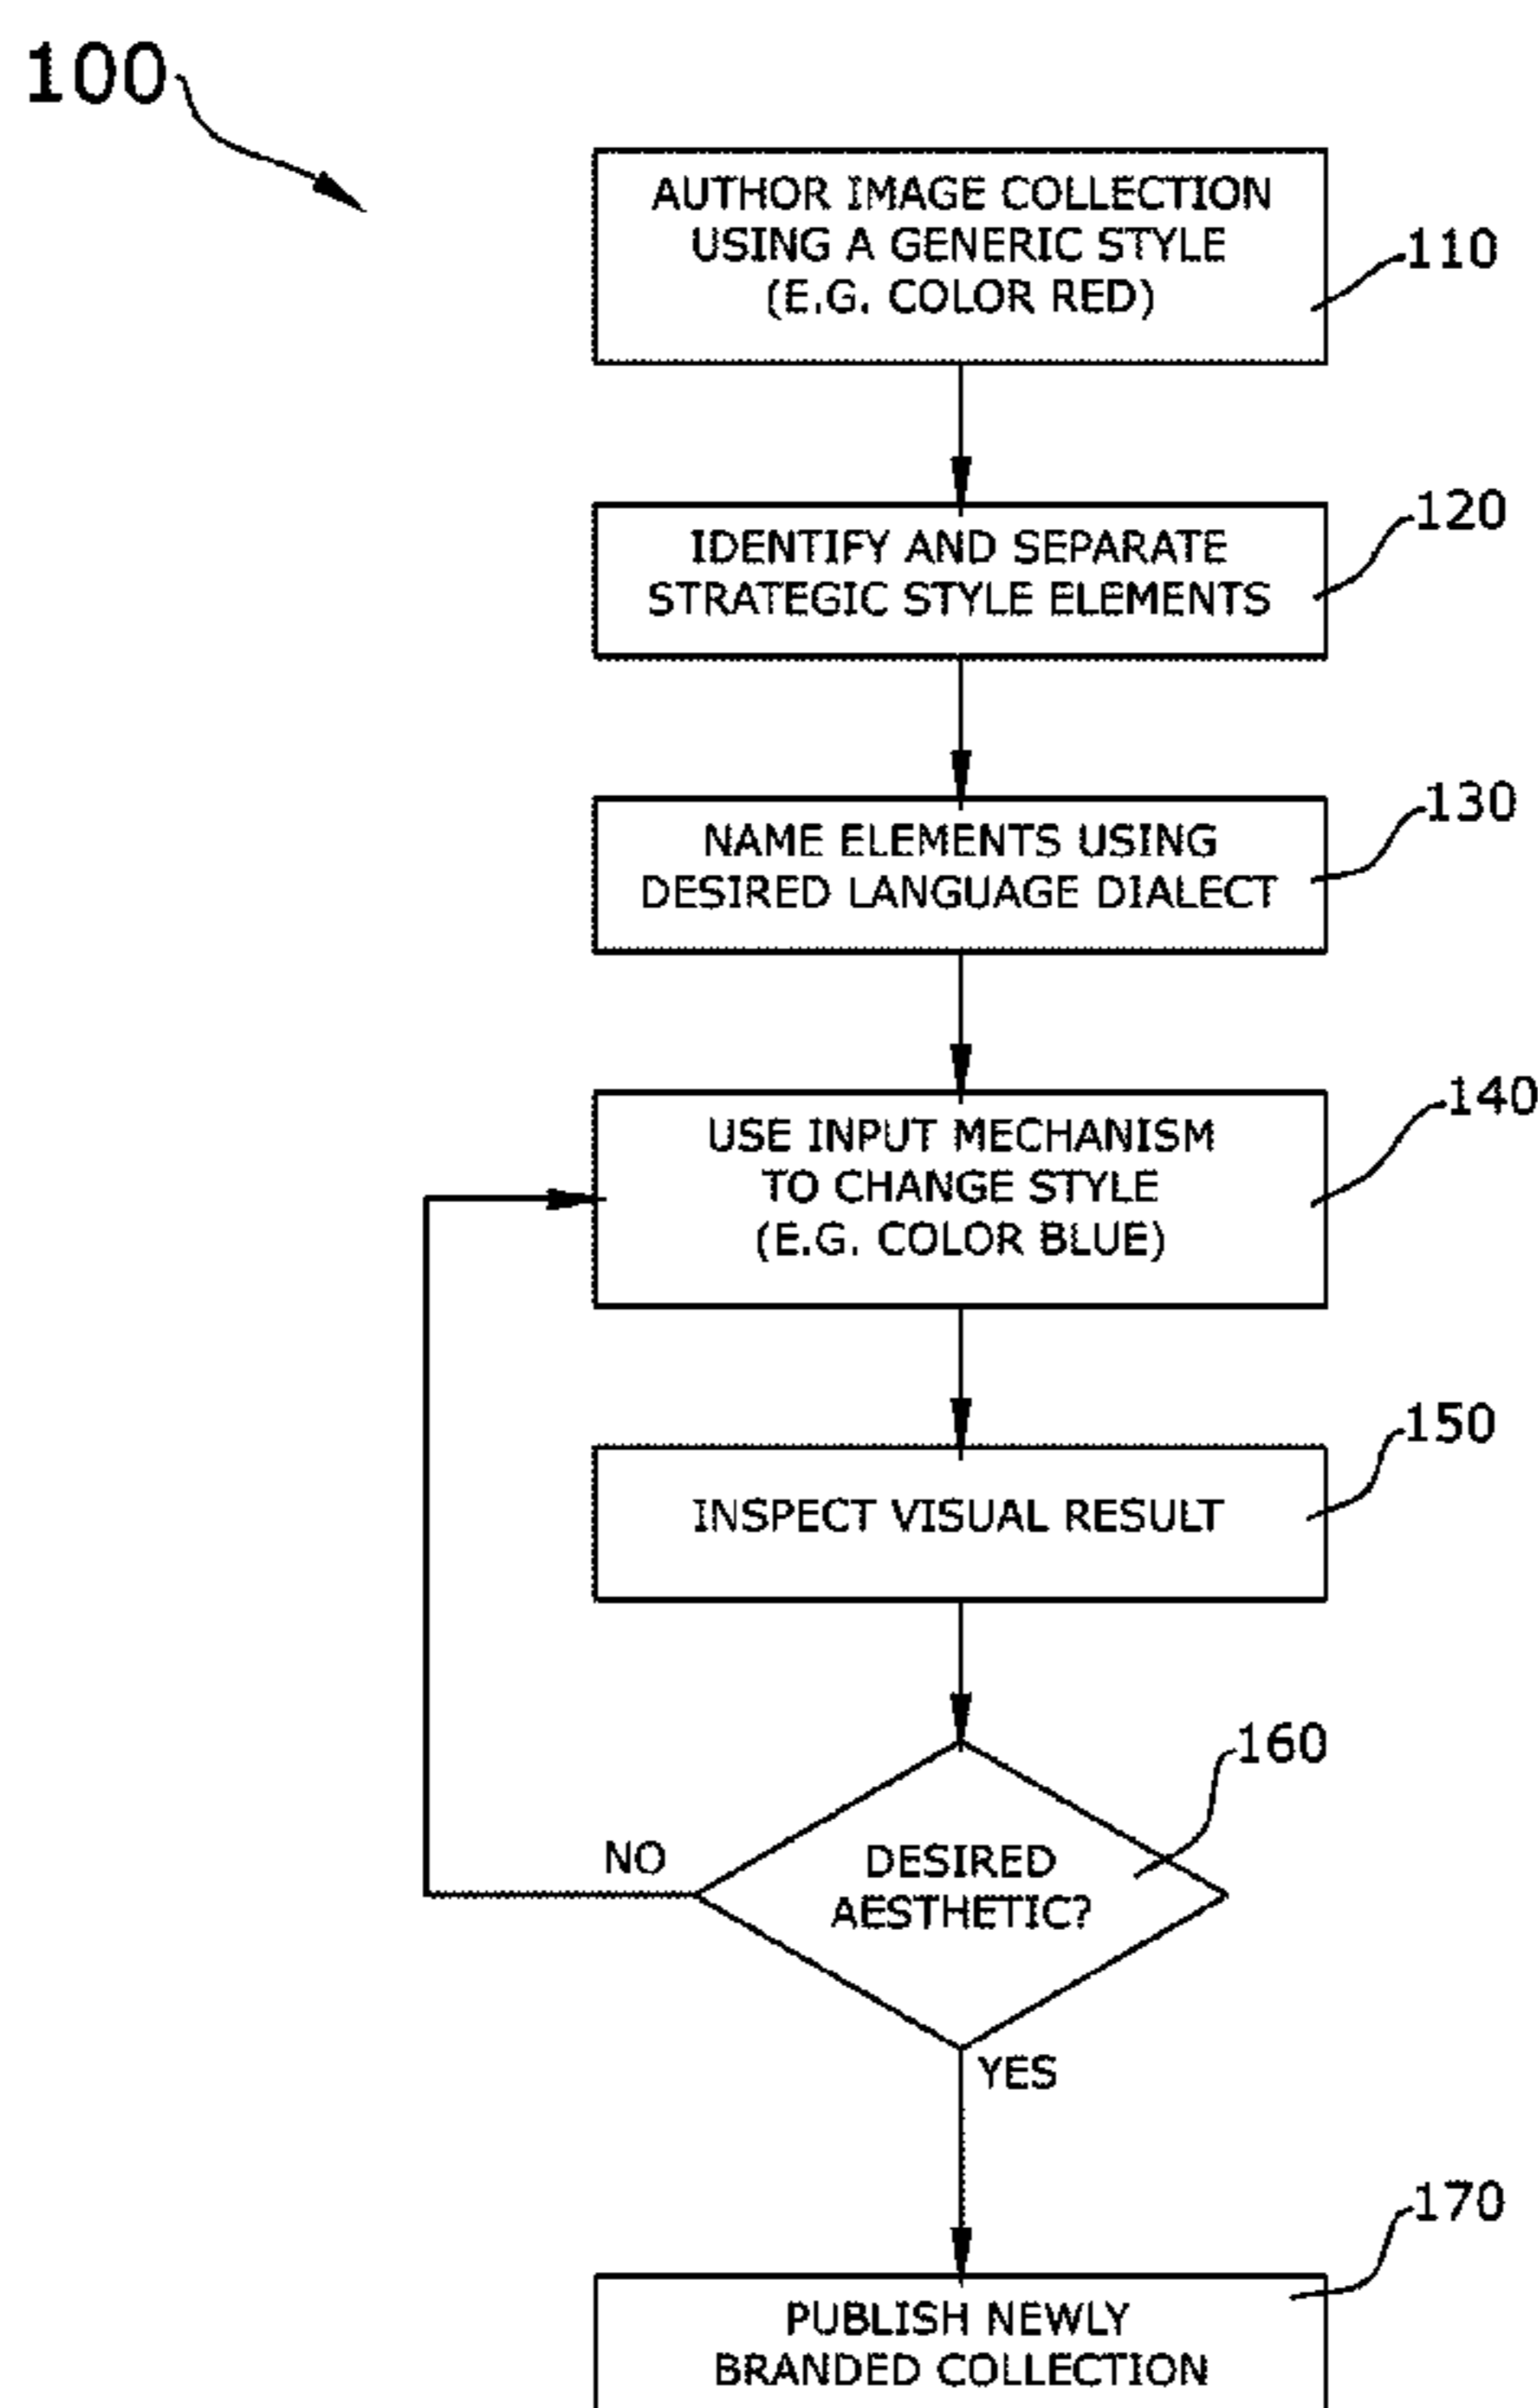 100
AUTHOR IMAGE COLLECTION
USING A GENERIC STYLE
(E.G. COLOR RED)
110
IDENTIFY AND SEPARATE
STRATEGIC STYLE ELEMENTS
120
NAME ELEMENTS USING
DESIRED LANGUAGE DIALECT
130
USE INPUT MECHANISM
TO CHANGE STYLE
(E.G. COLOR BLUE)
140
INSPECT VISUAL RESULT
150
DESIRED
AESTHETIC?
160
NO
YES
PUBLISH NEWLY
BRANDED COLLECTION
170